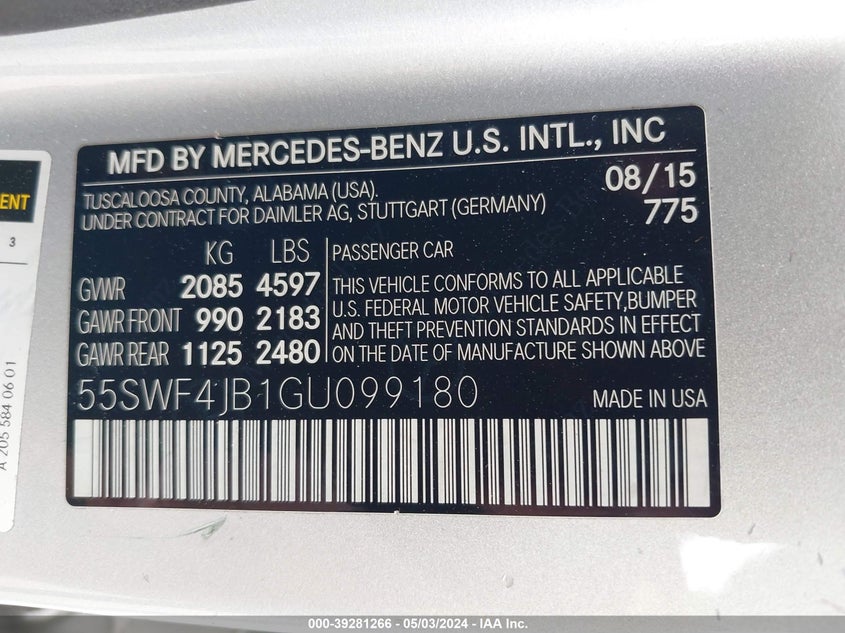 MFD BY MERCEDES-BENZ U.S. INTL., INC
TUSCALOOSA COUNTY, ALABAMA (USA).
UNDER CONTRACT FOR DAIMLER AG, STUTTGART (GERMANY)
08/15
775
KG LBS
GVWR 2085 4597
GAWR FRONT 990 2183
GAWR REAR 1125 2480
PASSENGER CAR
THIS VEHICLE CONFORMS TO ALL APPLICABLE
U.S. FEDERAL MOTOR VEHICLE SAFETY,BUMPER
AND THEFT PREVENTION STANDARDS IN EFFECT
ON THE DATE OF MANUFACTURE SHOWN ABOVE
55SWF4JB1GU099180
MADE IN USA
ENT
3
A 205 584 06 01
000-39281266 - 05/03/2024 - IAA Inc.